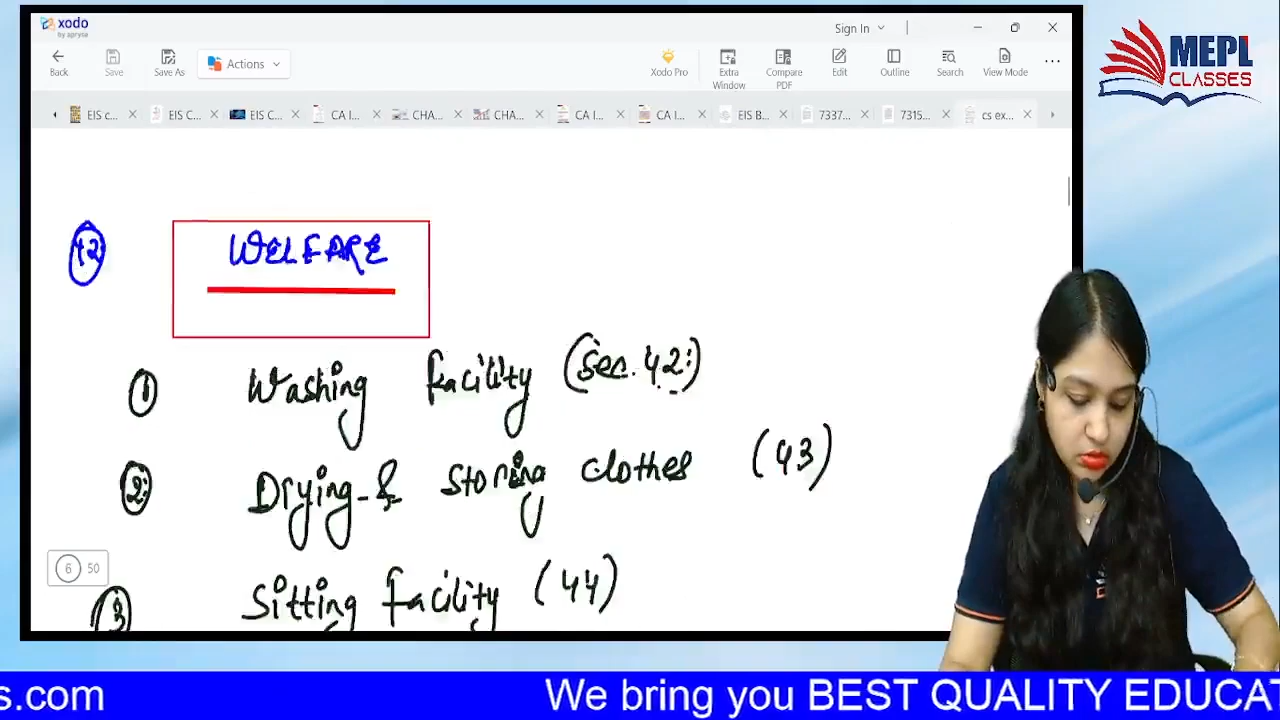 xodo
by apryse
Sign In
Back
Save
Save As
Actions
Xodo Pro
Extra Window
Compare PDF
Edit
Outline
Search
View Mode
EIS c...
EIS C...
EIS C...
CA I...
CHA...
CHA...
CA I...
CA I...
EIS B...
7337...
7315...
cs ex...
MEPL
CLASSES
42
WELFARE
1 Washing facility (Sec. 42:)
2: Drying & Storing clothes (43)
3 Sitting facility (44)
6 50
s.com We bring you BEST QUALITY EDUCAT